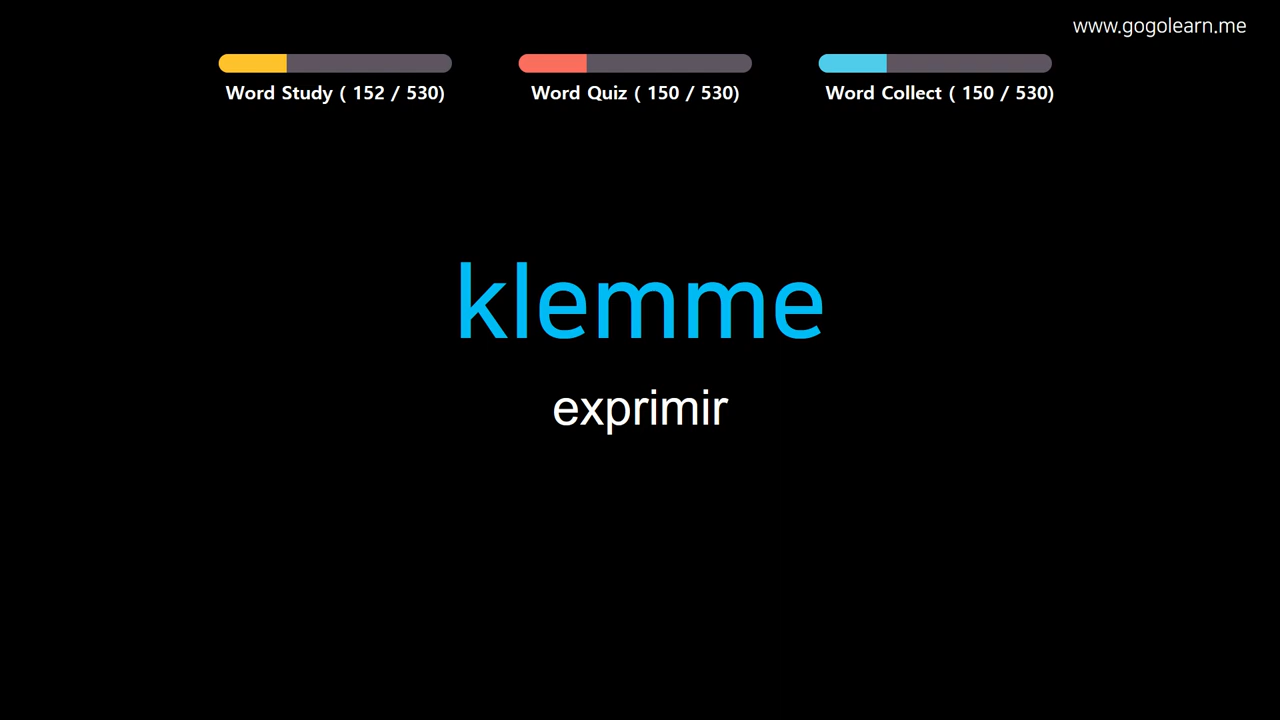 www.gogolearn.me
Word Study ( 152 / 530)
Word Quiz ( 150 / 530)
Word Collect ( 150 / 530)
klemme
exprimir